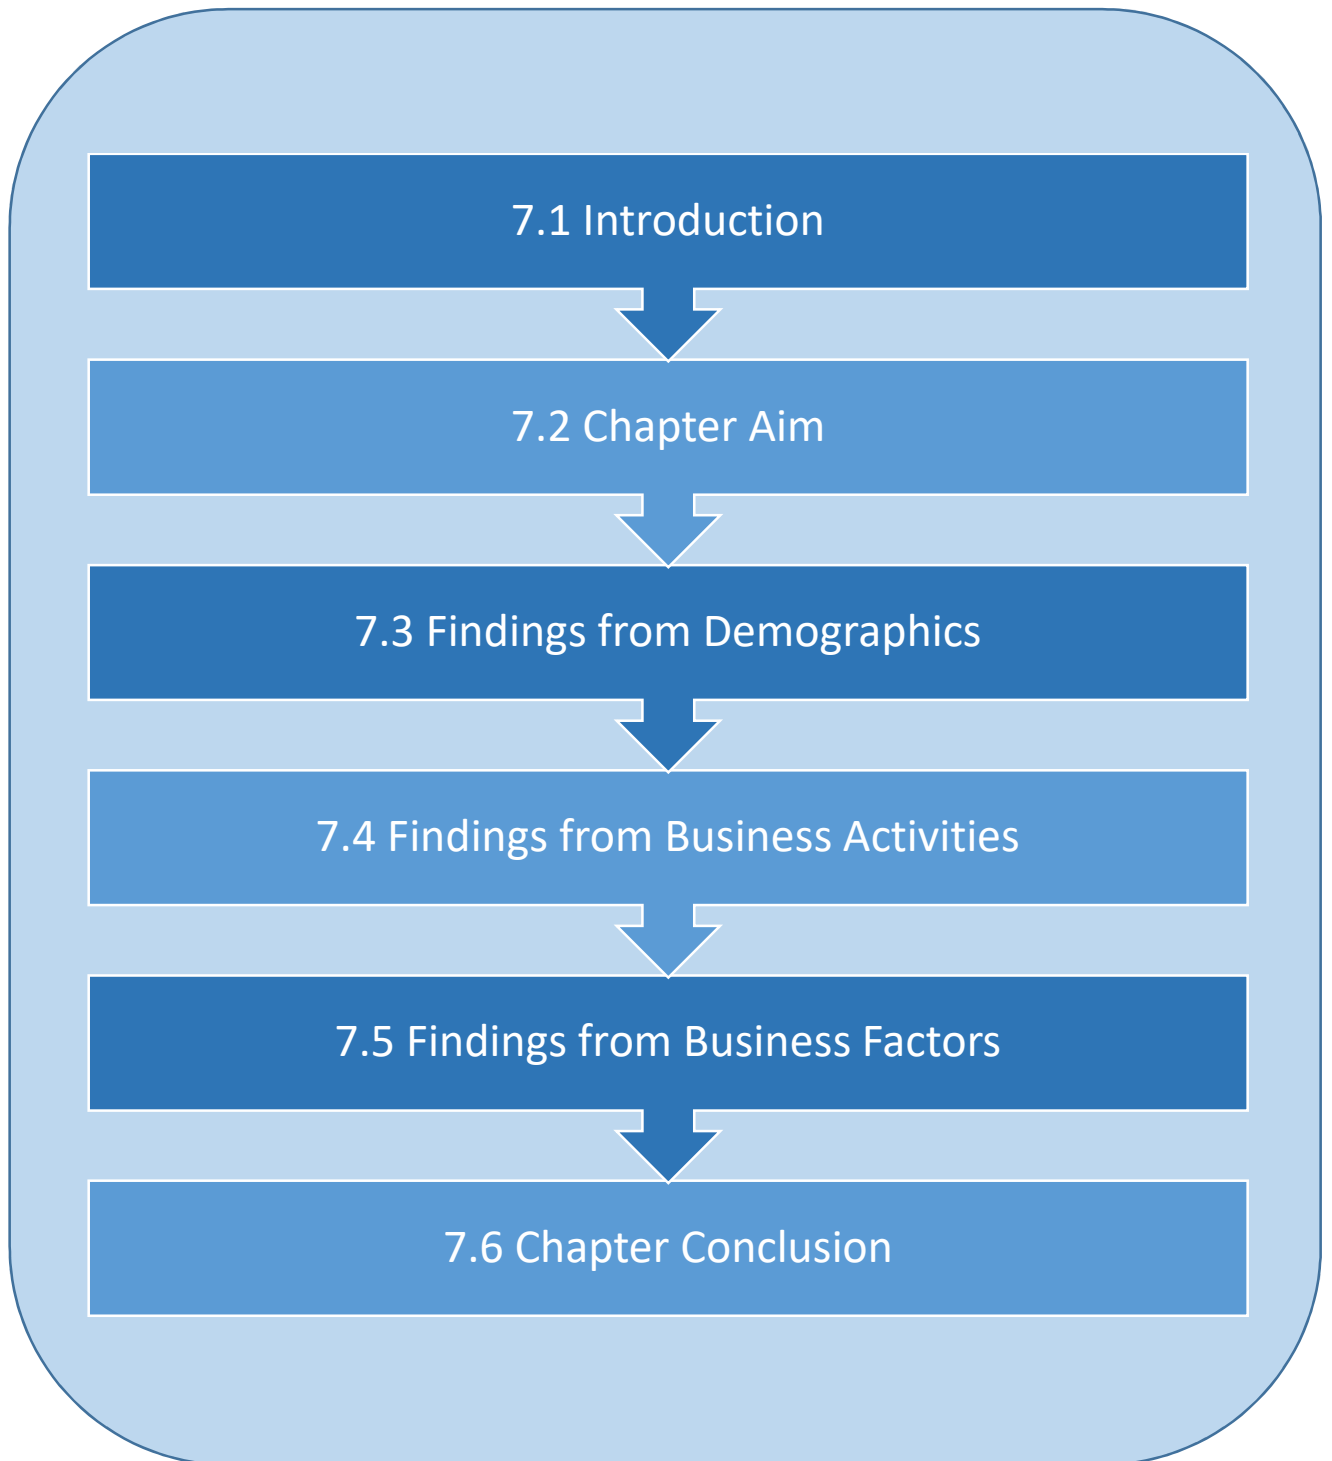 7.1 Introduction
7.2 Chapter Aim
7.3 Findings from Demographics
7.4 Findings from Business Activities
7.5 Findings from Business Factors
7.6 Chapter Conclusion